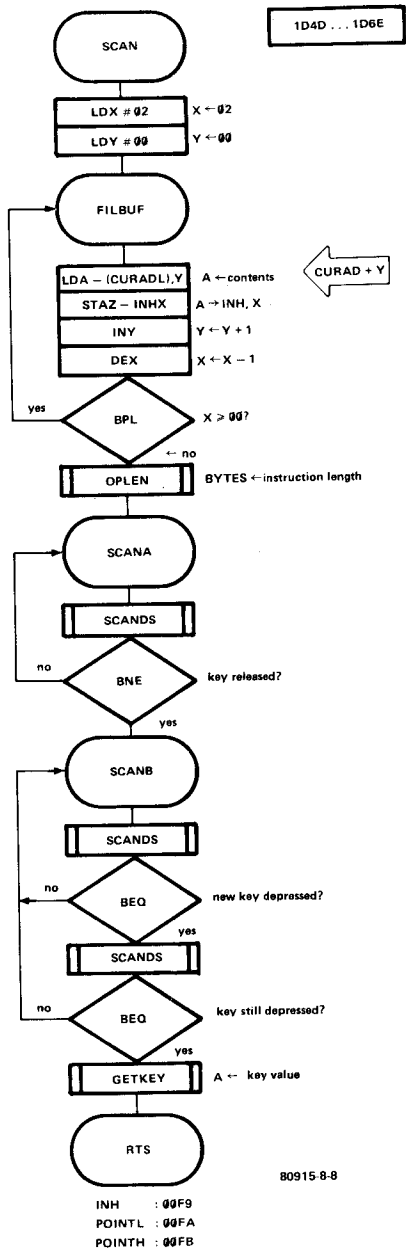 SCAN
1D4D ... 1D6E
LDX # 02 X ← 02
LDY # 00 Y ← 00
FILBUF
LDA – (CURADL),Y A ← contents
CURAD + Y
STAZ – INHX A → INH, X
INY Y ← Y + 1
DEX X ← X – 1
yes BPL X ⩾ 00?
← no
OPLEN BYTES ← instruction length
SCANA
SCANDS
no BNE key released?
yes
SCANB
SCANDS
no BEQ new key depressed?
yes
SCANDS
no BEQ key still depressed?
yes
GETKEY A ← key value
RTS
80915-8-8
INH : 00F9
POINTL : 00FA
POINTH : 00FB